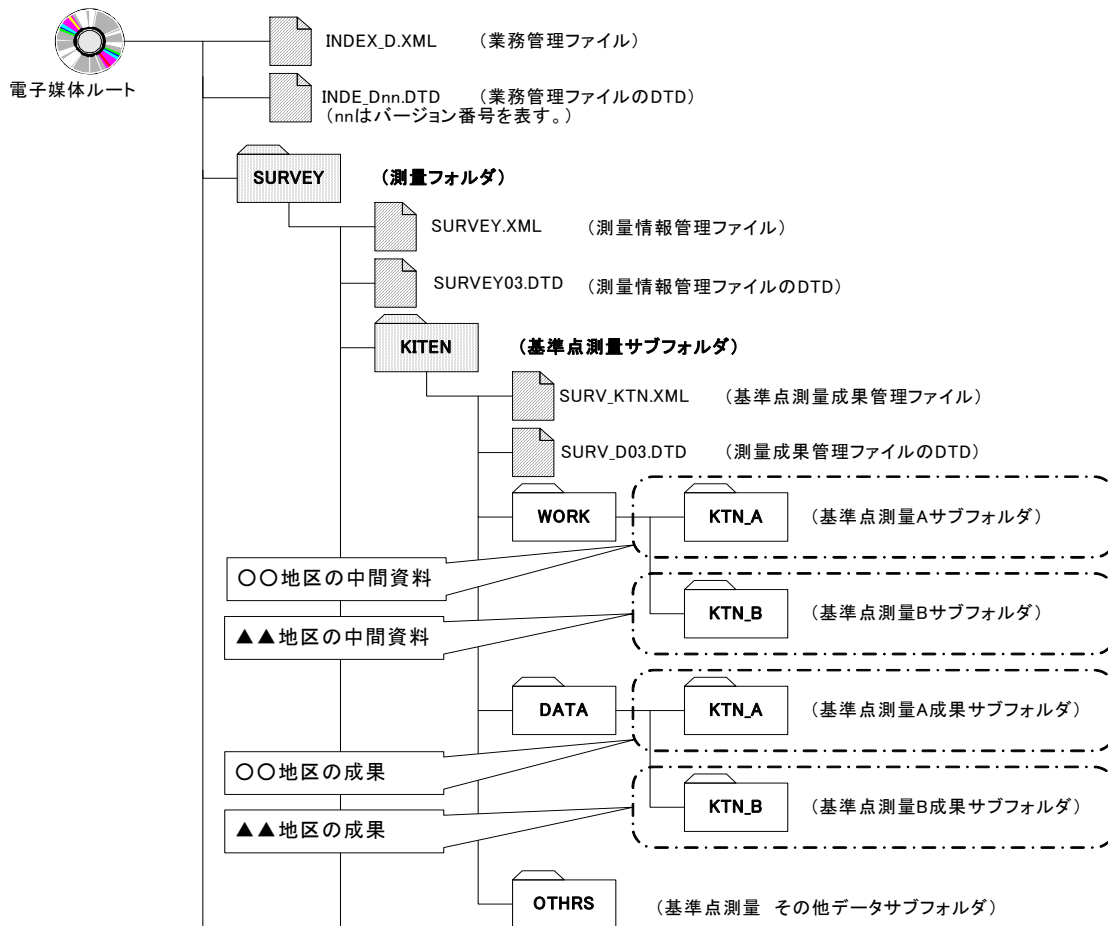 INDEX_D.XML (業務管理ファイル)
電子媒体ルート
INDE_Dnn.DTD (業務管理ファイルのDTD)
(nnはバージョン番号を表す。)
SURVEY (測量フォルダ)
SURVEY.XML (測量情報管理ファイル)
SURVEY03.DTD (測量情報管理ファイルのDTD)
KITEN (基準点測量サブフォルダ)
SURV_KTN.XML (基準点測量成果管理ファイル)
SURV_D03.DTD (測量成果管理ファイルのDTD)
WORK KTN_A (基準点測量Aサブフォルダ)
○○地区の中間資料
KTN_B (基準点測量Bサブフォルダ)
▲▲地区の中間資料
DATA KTN_A (基準点測量A成果サブフォルダ)
○○地区の成果
KTN_B (基準点測量B成果サブフォルダ)
▲▲地区の成果
OTHRS (基準点測量 その他データサブフォルダ)